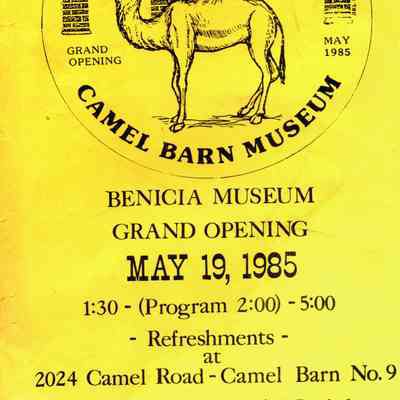 GRAND
OPENING
MAY
1985
CAMEL BARN MUSEUM
BENICIA MUSEUM
GRAND OPENING
MAY 19, 1985
1:30 - (Program 2:00) - 5:00
- Refreshments -
at
2024 Camel Road - Camel Barn No. 9